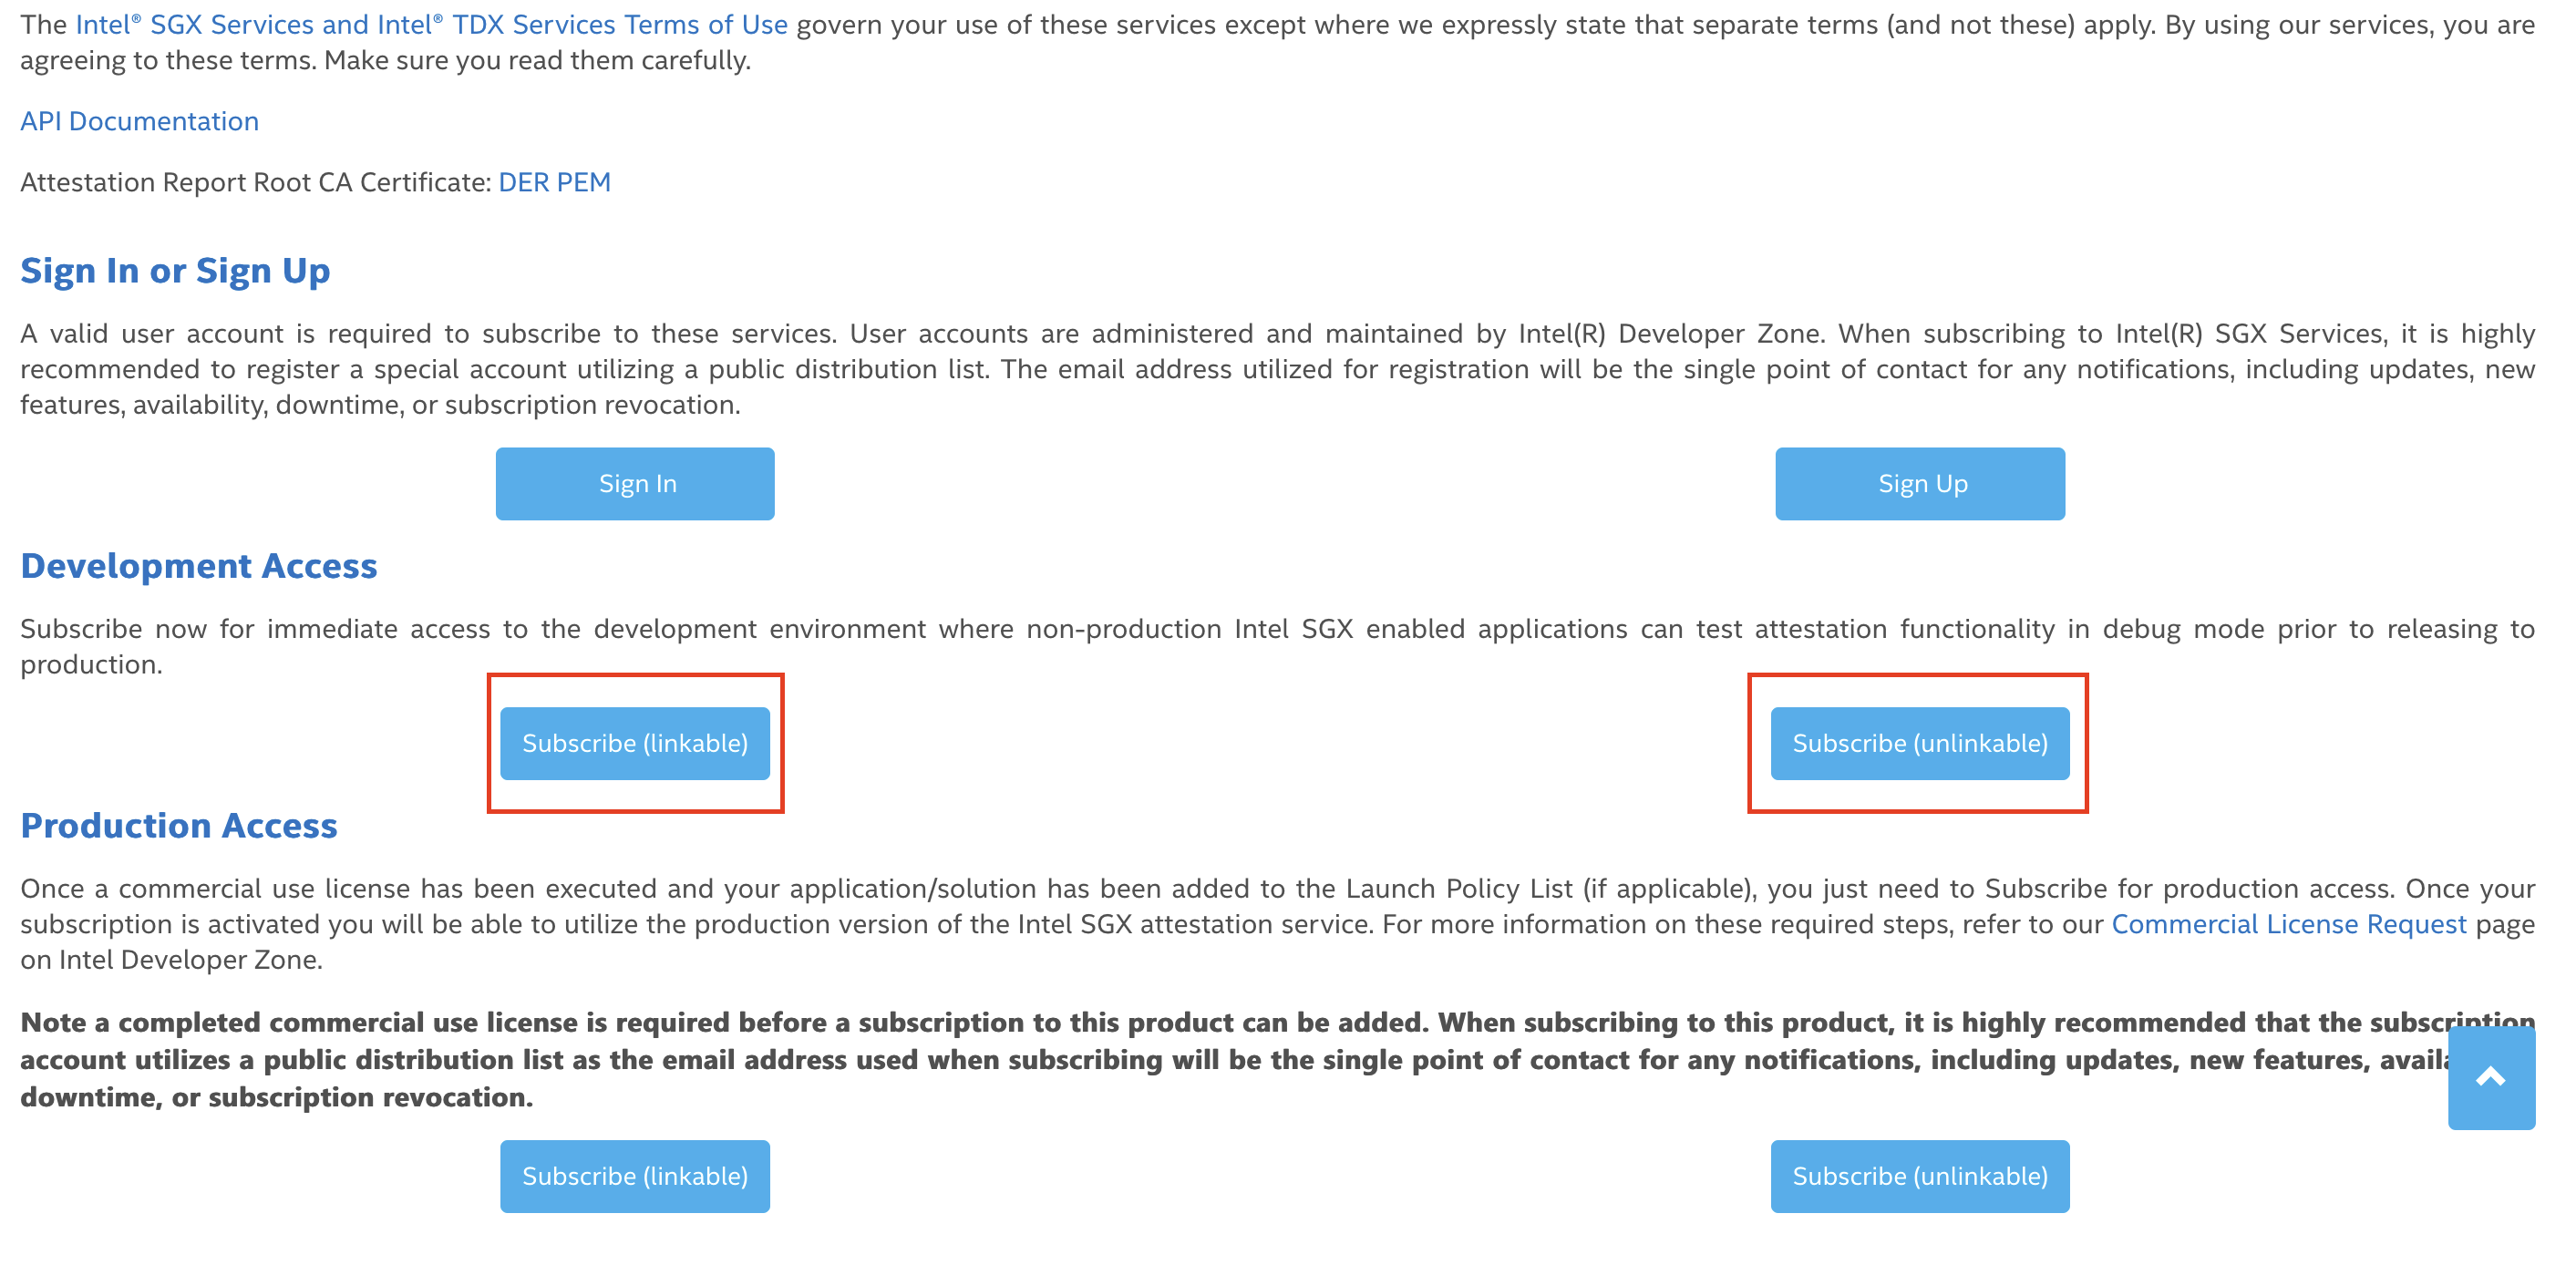 The Intel® SGX Services and Intel® TDX Services Terms of Use govern your use of these services except where we expressly state that separate terms (and not these) apply. By using our services, you are
agreeing to these terms. Make sure you read them carefully.
API Documentation
Attestation Report Root CA Certificate: DER PEM
Sign In or Sign Up
A valid user account is required to subscribe to these services. User accounts are administered and maintained by Intel(R) Developer Zone. When subscribing to Intel(R) SGX Services, it is highly
recommended to register a special account utilizing a public distribution list. The email address utilized for registration will be the single point of contact for any notifications, including updates, new
features, availability, downtime, or subscription revocation.
Sign In
Sign Up
Development Access
Subscribe now for immediate access to the development environment where non-production Intel SGX enabled applications can test attestation functionality in debug mode prior to releasing to
production.
Subscribe (linkable)
Subscribe (unlinkable)
Production Access
Once a commercial use license has been executed and your application/solution has been added to the Launch Policy List (if applicable), you just need to Subscribe for production access. Once your
subscription is activated you will be able to utilize the production version of the Intel SGX attestation service. For more information on these required steps, refer to our Commercial License Request page
on Intel Developer Zone.
Note a completed commercial use license is required before a subscription to this product can be added. When subscribing to this product, it is highly recommended that the subscription
account utilizes a public distribution list as the email address used when subscribing will be the single point of contact for any notifications, including updates, new features,
downtime, or subscription revocation.
Subscribe (linkable)
Subscribe (unlinkable)